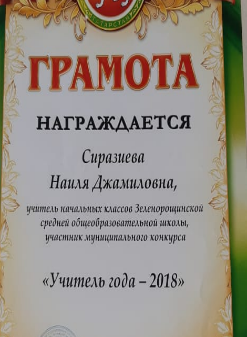 ГРАМОТА
НАГРАЖДАЕТСЯ
Сиразиева
Наиля Джамиловна,
учитель начальных классов Зеленорощинской
средней общеобразовательной школы,
участник муниципального конкурса
«Учитель года – 2018»